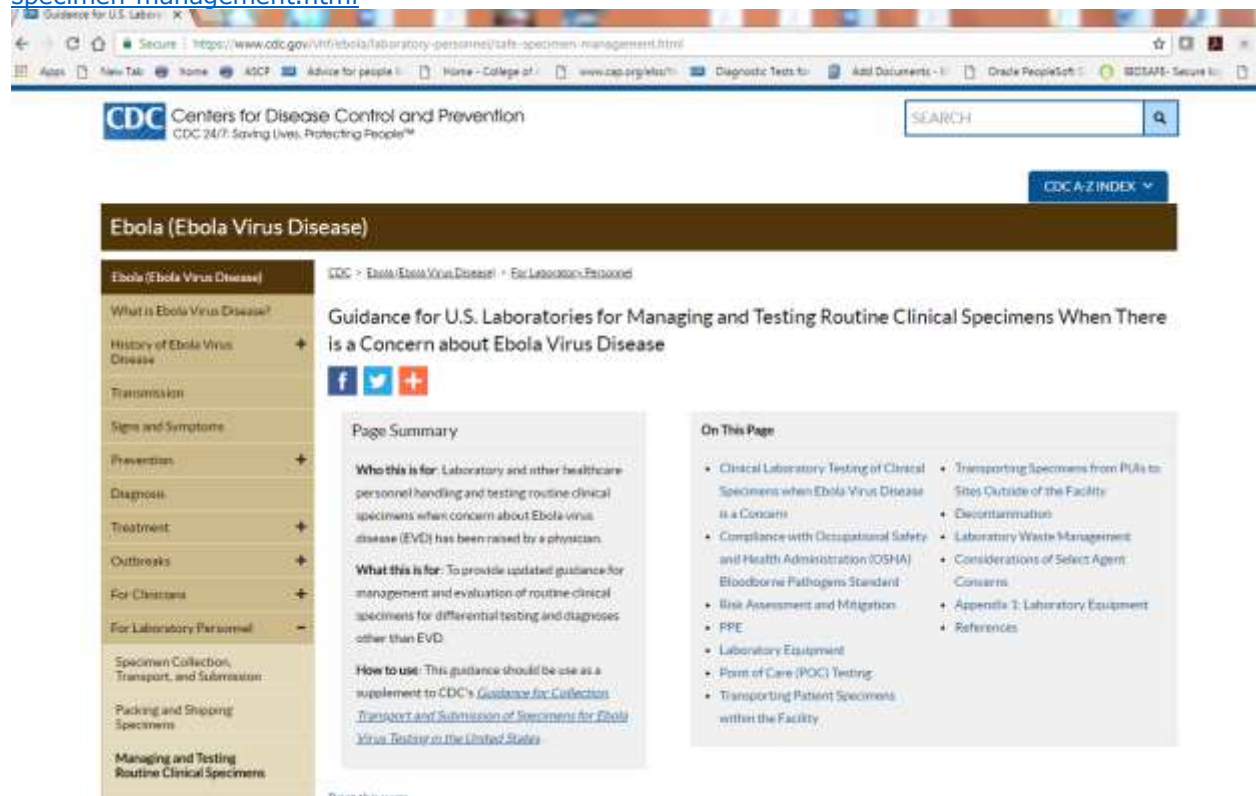 specimen-management.html
Guidance for U.S. Labor
Secure https://www.cdc.gov/vhf/ebola/laboratory-personnel/safe-specimen-management.html
Apps New Tab Home ASCP Advice for people Home - College of www.cap.org Diagnostic Tests fo Add Documents Oracle PeopleSoft Secure
CDC Centers for Disease Control and Prevention
CDC 24/7: Saving Lives, Protecting People™
SEARCH
CDC A-Z INDEX
Ebola (Ebola Virus Disease)
Ebola (Ebola Virus Disease)
What is Ebola Virus Disease?
History of Ebola Virus
Disease
Transmission
Signs and Symptoms
Prevention
Diagnosis
Treatment
Outbreaks
For Clinicians
For Laboratory Personnel
Specimen Collection,
Transport, and Submission
Packing and Shipping
Specimens
Managing and Testing
Routine Clinical Specimens
CDC > Ebola (Ebola Virus Disease) > For Laboratory Personnel
Guidance for U.S. Laboratories for Managing and Testing Routine Clinical Specimens When There
is a Concern about Ebola Virus Disease
Page Summary
Who this is for: Laboratory and other healthcare
personnel handling and testing routine clinical
specimens when concern about Ebola virus
disease (EVD) has been raised by a physician.
What this is for: To provide updated guidance for
management and evaluation of routine clinical
specimens for differential testing and diagnoses
other than EVD.
How to use: This guidance should be use as a
supplement to CDC's Guidance for Collection,
Transport and Submission of Specimens for Ebola
Virus Testing in the United States
On This Page
• Clinical Laboratory Testing of Clinical
Specimens when Ebola Virus Disease
is a Concern
• Compliance with Occupational Safety
and Health Administration (OSHA)
Bloodborne Pathogens Standard
• Risk Assessment and Mitigation
• PPE
• Laboratory Equipment
• Point of Care (POC) Testing
• Transporting Patient Specimens
within the Facility
• Transporting Specimens from PUIs to
Sites Outside of the Facility
• Decontamination
• Laboratory Waste Management
• Considerations of Select Agent
Concerns
• Appendix 1: Laboratory Equipment
• References